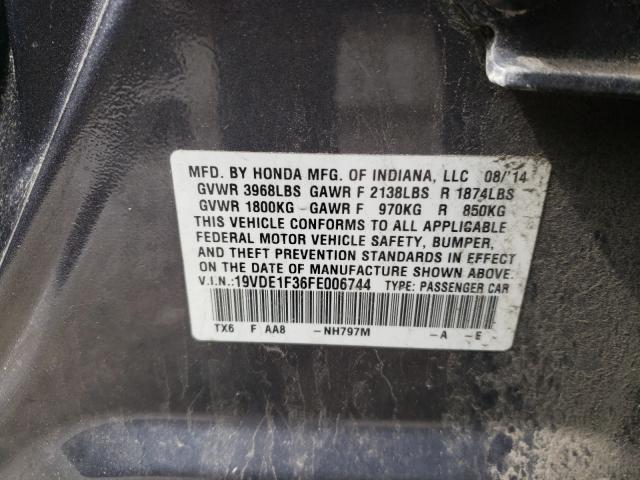 MFD. BY HONDA MFG. OF INDIANA, LLC 08/'14
GVWR 3968LBS GAWR F 2138LBS R 1874LBS
GVWR 1800KG - GAWR F 970KG R 850KG
THIS VEHICLE CONFORMS TO ALL APPLICABLE
FEDERAL MOTOR VEHICLE SAFETY, BUMPER,
AND THEFT PREVENTION STANDARDS IN EFFECT
ON THE DATE OF MANUFACTURE SHOWN ABOVE.
V.I.N.: 19VDE1F36FE006744 TYPE: PASSENGER CAR
TX6 F AA8 -NH797M -A -E